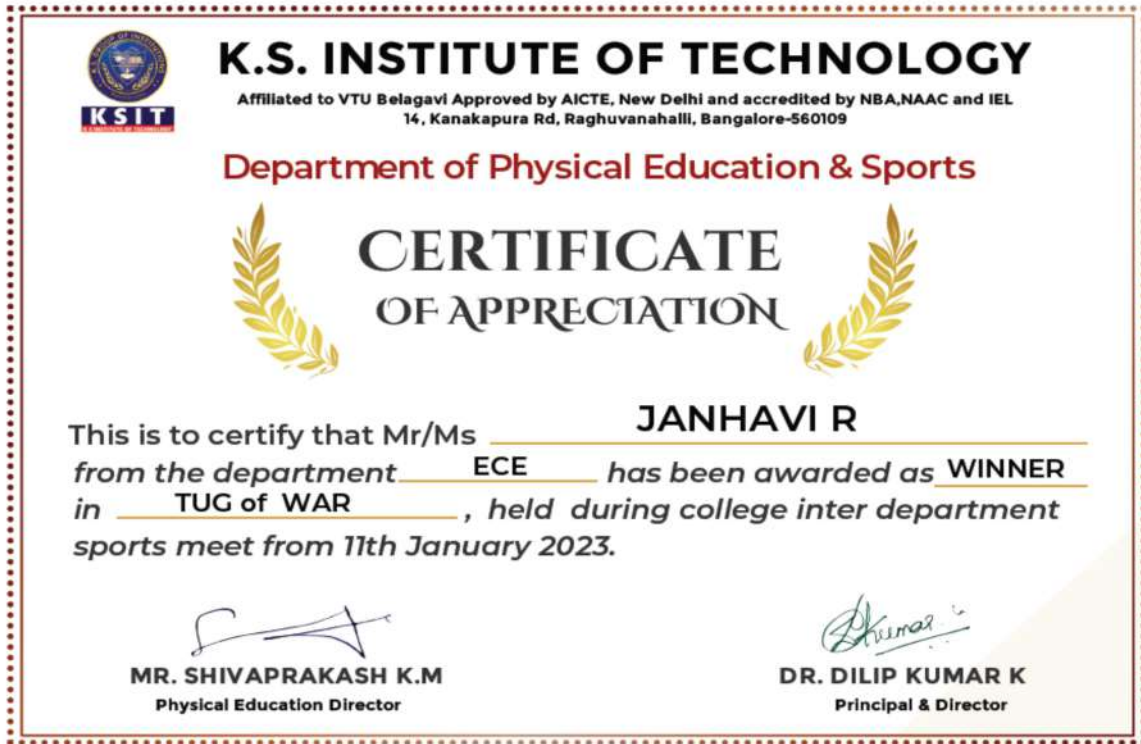 K.S. INSTITUTE OF TECHNOLOGY
Affiliated to VTU Belagavi Approved by AICTE, New Delhi and accredited by NBA,NAAC and IEL
14, Kanakapura Rd, Raghuvanahalli, Bangalore-560109
KSIT
Department of Physical Education & Sports
CERTIFICATE
OF APPRECIATION
This is to certify that Mr/Ms JANHAVI R
from the department ECE has been awarded as WINNER
in TUG of WAR , held during college inter department
sports meet from 11th January 2023.
MR. SHIVAPRAKASH K.M
Physical Education Director
DR. DILIP KUMAR K
Principal & Director